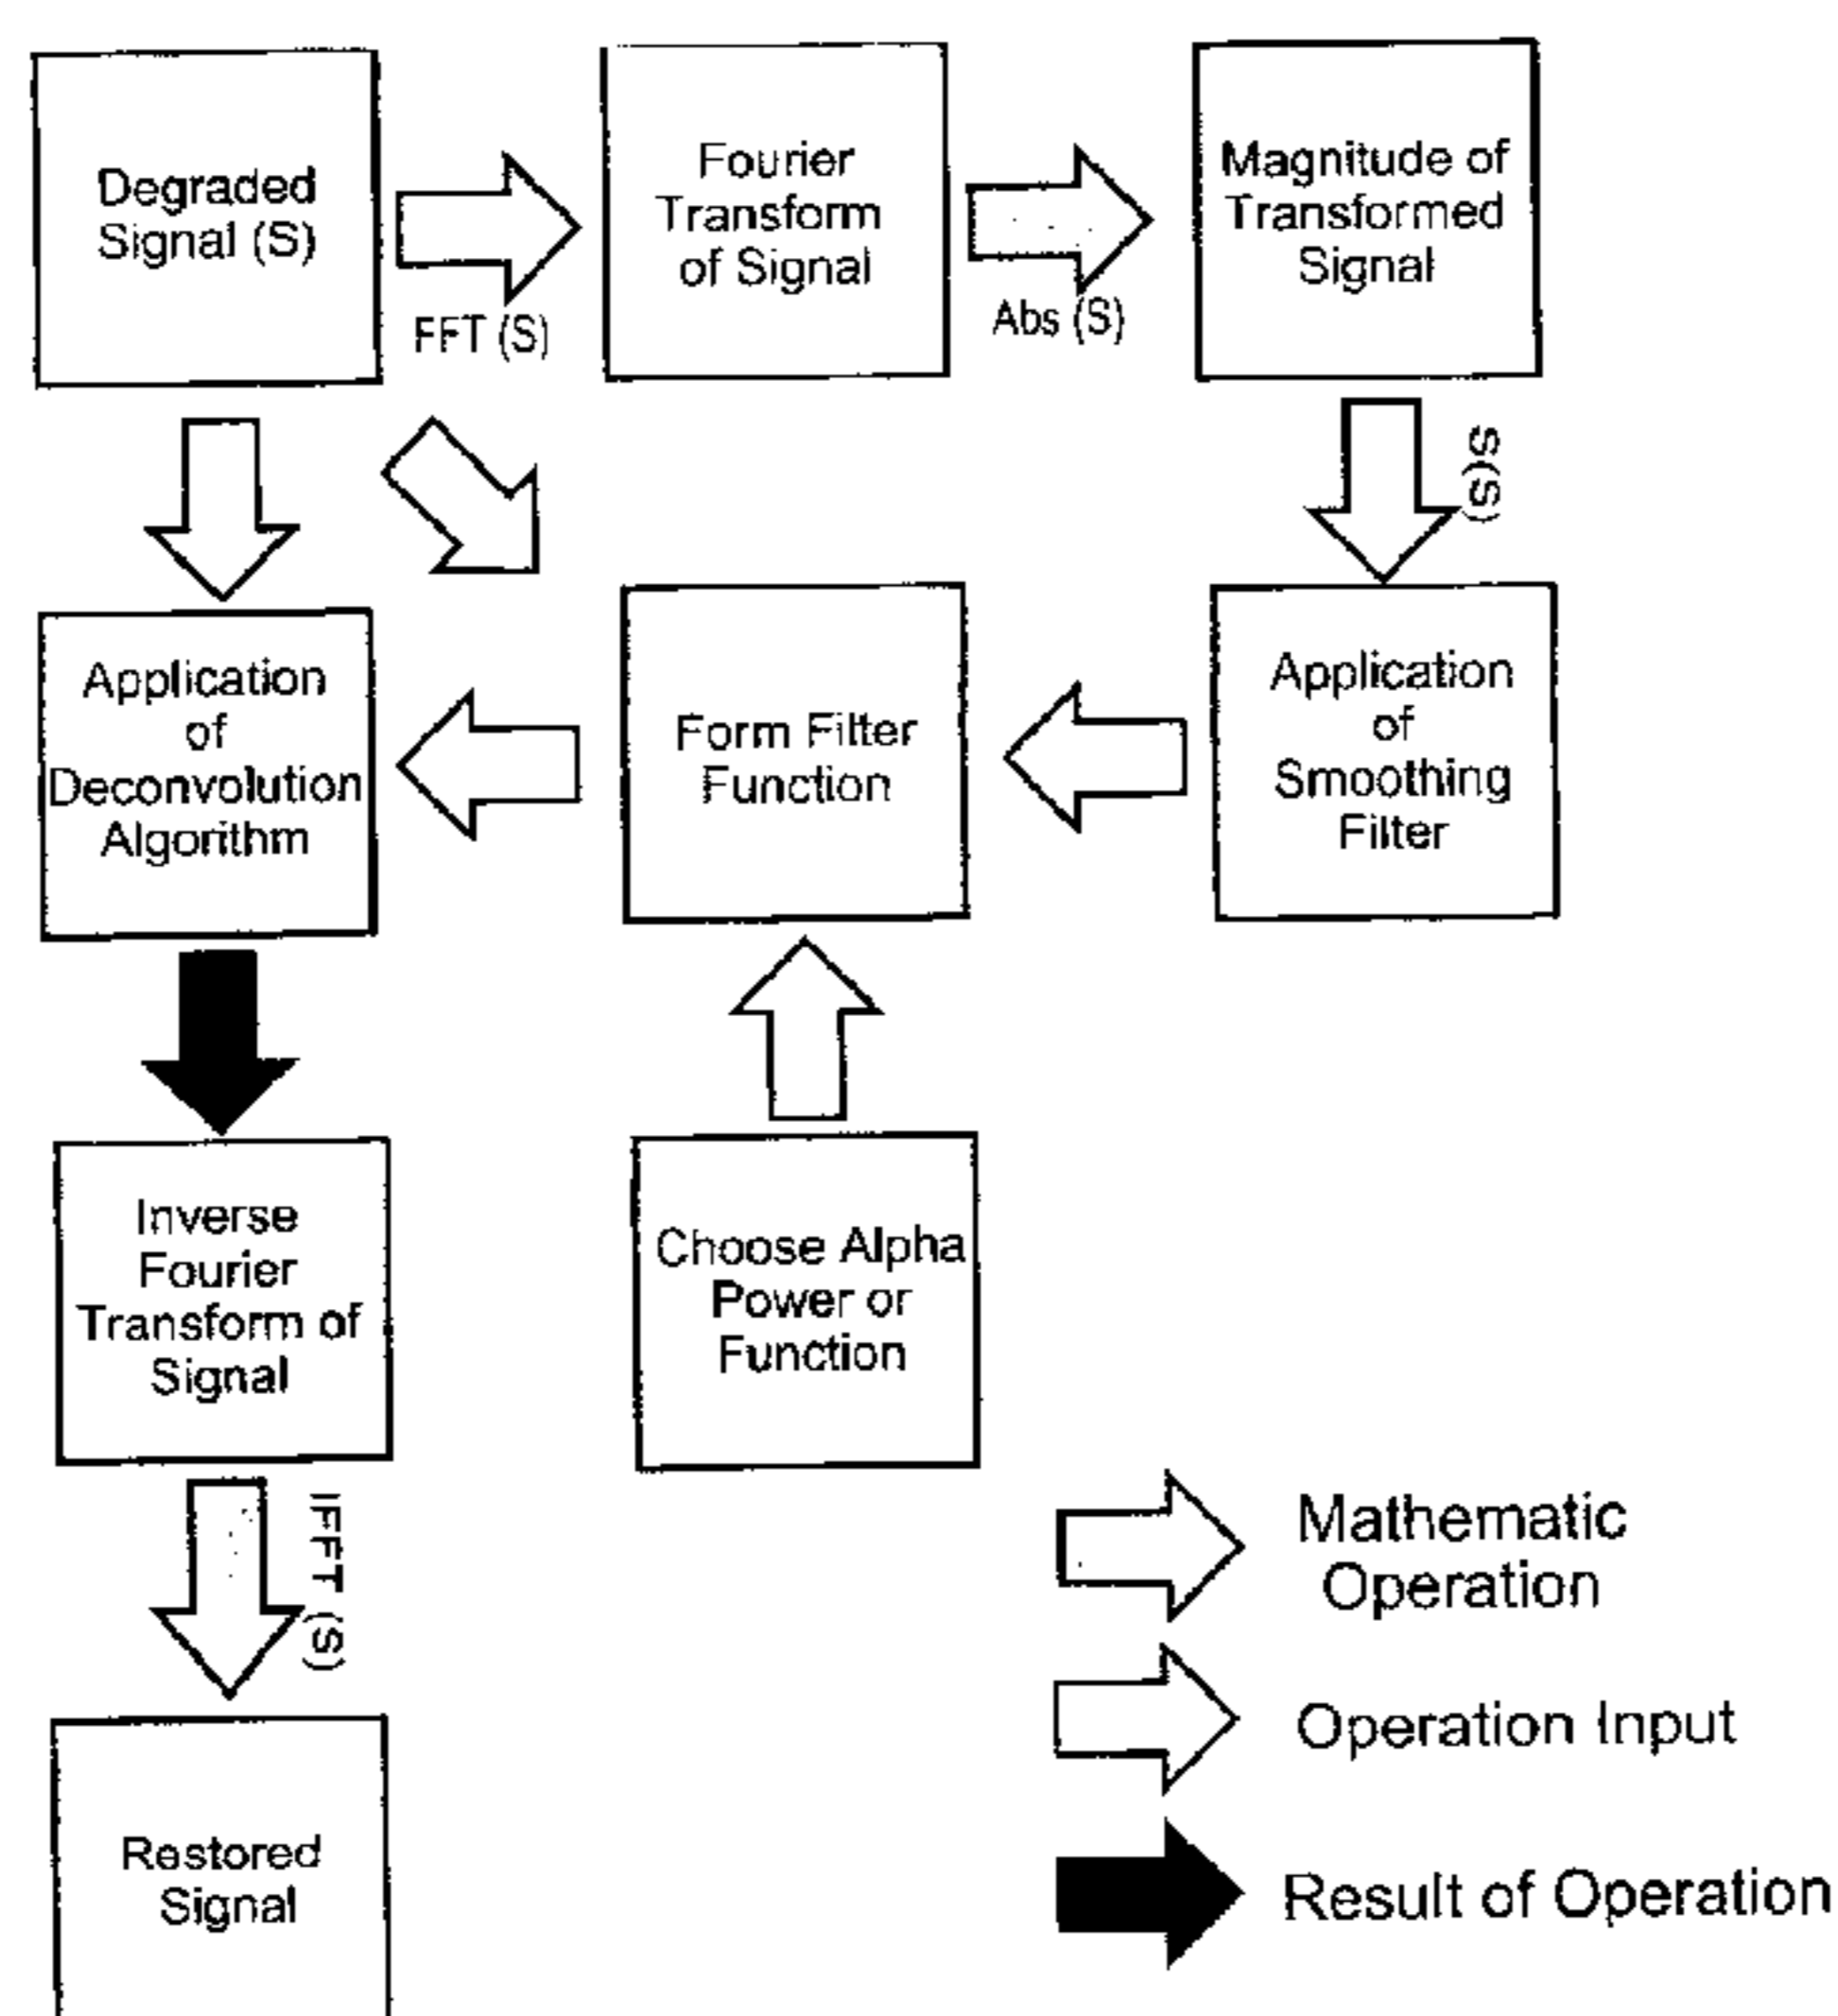 Degraded
Signal (S)
FFT (S)
Fourier
Transform
of Signal
Abs (S)
Magnitude of
Transformed
Signal
S(S)
Application
of
Deconvolution
Algorithm
Form Filter
Function
Application
of
Smoothing
Filter
Inverse
Fourier
Transform of
Signal
Choose Alpha
Power or
Function
IFFT (S)
Restored
Signal
Mathematic
Operation
Operation Input
Result of Operation